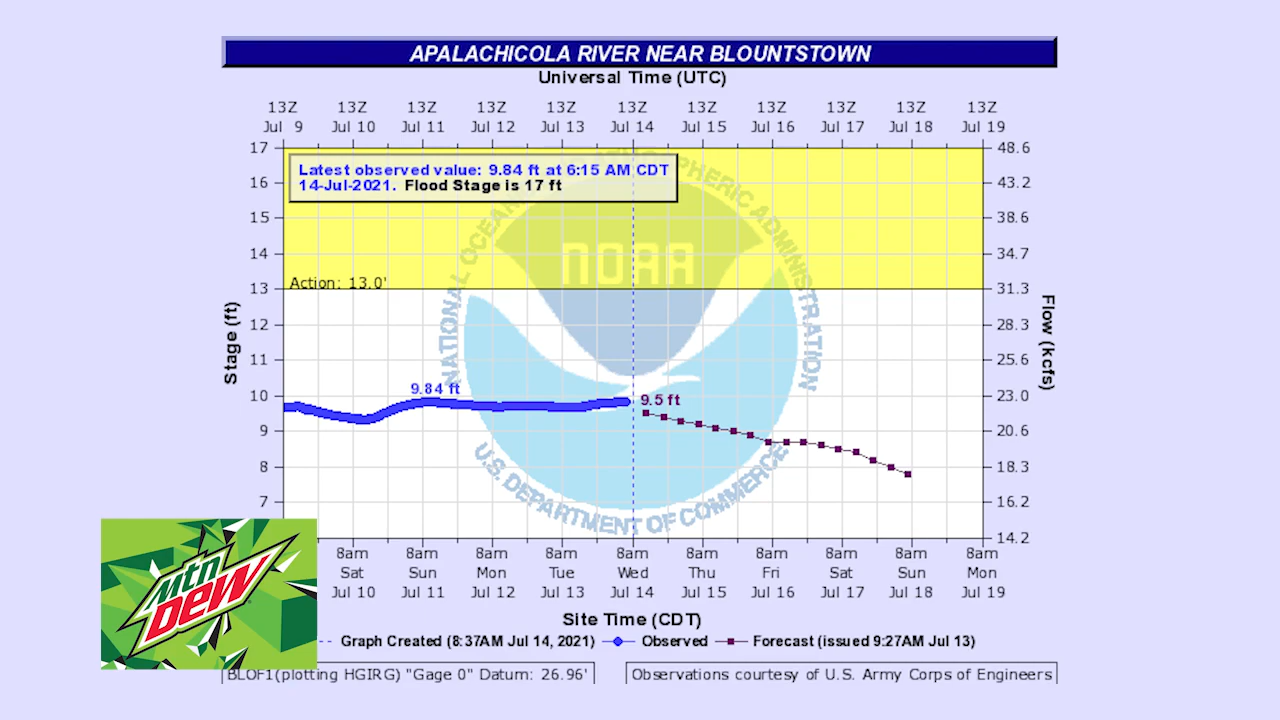 APALACHICOLA RIVER NEAR BLOUNTSTOWN
Universal Time (UTC)
13Z 13Z 13Z 13Z 13Z 13Z 13Z 13Z 13Z 13Z 13Z
Jul 9 Jul 10 Jul 11 Jul 12 Jul 13 Jul 14 Jul 15 Jul 16 Jul 17 Jul 18 Jul 19
17 48.6
Latest observed value: 9.84 ft at 6:15 AM CDT
14-Jul-2021. Flood Stage is 17 ft
16 43.2
15 38.6
14 34.7
NOAA
NATIONAL OCEANIC AND ATMOSPHERIC ADMINISTRATION
Action: 13.0'
13 31.3
12 28.3
Stage (ft)
Flow (kcfs)
11 25.6
9.84 ft
10 23.0
9.5 ft
9 20.6
8 18.3
7 16.2
U.S. DEPARTMENT OF COMMERCE
14.2
8am 8am 8am 8am 8am 8am 8am 8am 8am 8am
Sat Sun Mon Tue Wed Thu Fri Sat Sun Mon
Jul 10 Jul 11 Jul 12 Jul 13 Jul 14 Jul 15 Jul 16 Jul 17 Jul 18 Jul 19
Mtn
DEW
Site Time (CDT)
Graph Created (8:37AM Jul 14, 2021) Observed Forecast (issued 9:27AM Jul 13)
BLOF1(plotting HGIRG) "Gage 0" Datum: 26.96'
Observations courtesy of U.S. Army Corps of Engineers